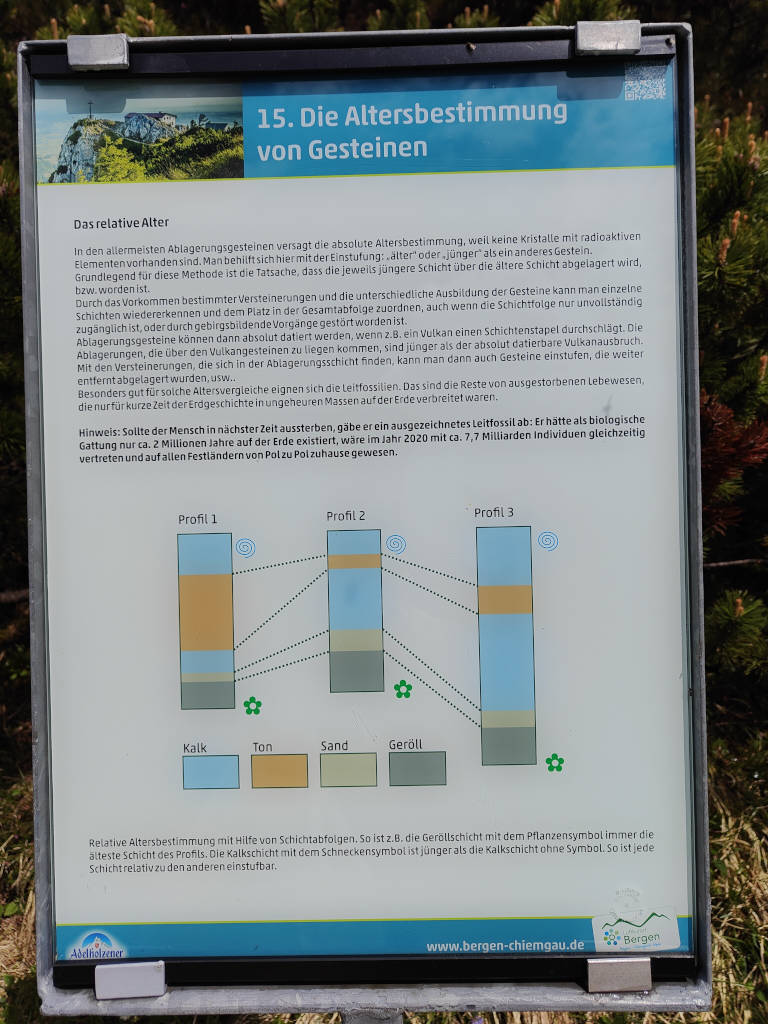 15. Die Altersbestimmung
von Gesteinen
Das relative Alter
In den allermeisten Ablagerungsgesteinen versagt die absolute Altersbestimmung, weil keine Kristalle mit radioaktiven
Elementen vorhanden sind. Man behilft sich hier mit der Einstufung: „älter" oder „jünger" als ein anderes Gestein.
Grundlegend für diese Methode ist die Tatsache, dass die jeweils jüngere Schicht über die ältere Schicht abgelagert wird,
bzw. worden ist.
Durch das Vorkommen bestimmter Versteinerungen und die unterschiedliche Ausbildung der Gesteine kann man einzelne
Schichten wiedererkennen und dem Platz in der Gesamtabfolge zuordnen, auch wenn die Schichtfolge nur unvollständig
zugänglich ist, oder durch gebirgsbildende Vorgänge gestört worden ist.
Ablagerungsgesteine können dann absolut datiert werden, wenn z.B. ein Vulkan einen Schichtenstapel durchschlägt. Die
Ablagerungen, die über den Vulkangesteinen zu liegen kommen, sind jünger als der absolut datierbare Vulkanausbruch.
Mit den Versteinerungen, die sich in der Ablagerungsschicht finden, kann man dann auch Gesteine einstufen, die weiter
entfernt abgelagert wurden, usw..
Besonders gut für solche Altersvergleiche eignen sich die Leitfossilien. Das sind die Reste von ausgestorbenen Lebewesen,
die nur für kurze Zeit der Erdgeschichte in ungeheuren Massen auf der Erde verbreitet waren.
Hinweis: Sollte der Mensch in nächster Zeit aussterben, gäbe er ein ausgezeichnetes Leitfossil ab: Er hätte als biologische
Gattung nur ca. 2 Millionen Jahre auf der Erde existiert, wäre im Jahr 2020 mit ca. 7,7 Milliarden Individuen gleichzeitig
vertreten und auf allen Festländern von Pol zu Pol zuhause gewesen.
Profil 1
Profil 2
Profil 3
Kalk
Ton
Sand
Geröll
Relative Altersbestimmung mit Hilfe von Schichtabfolgen. So ist z.B. die Geröllschicht mit dem Pflanzensymbol immer die
älteste Schicht des Profils. Die Kalkschicht mit dem Schneckensymbol ist jünger als die Kalkschicht ohne Symbol. So ist jede
Schicht relativ zu den anderen einstufbar.
Adelholzener
www.bergen-chiemgau.de
Bergen